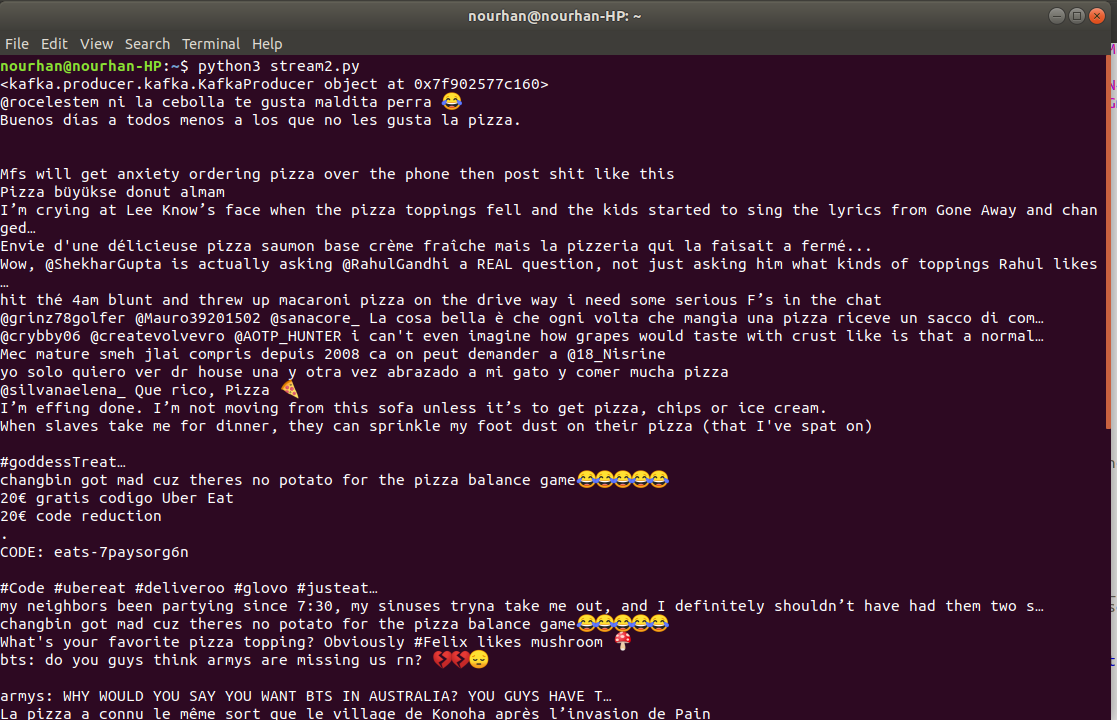 nourhan@nourhan-HP: ~
File Edit View Search Terminal Help
nourhan@nourhan-HP:~$ python3 stream2.py
<kafka.producer.kafka.KafkaProducer object at 0x7f902577c160>
@rocelestem ni la cebolla te gusta maldita perra 😂
Buenos días a todos menos a los que no les gusta la pizza.
Mfs will get anxiety ordering pizza over the phone then post shit like this
Pizza büyükse donut almam
I’m crying at Lee Know’s face when the pizza toppings fell and the kids started to sing the lyrics from Gone Away and chan
ged…
Envie d'une délicieuse pizza saumon base crème fraîche mais la pizzeria qui la faisait a fermé...
Wow, @ShekharGupta is actually asking @RahulGandhi a REAL question, not just asking him what kinds of toppings Rahul likes
…
hit thé 4am blunt and threw up macaroni pizza on the drive way i need some serious F’s in the chat
@grinz78golfer @Mauro39201502 @sanacore_ La cosa bella è che ogni volta che mangia una pizza riceve un sacco di com…
@crybby06 @createvolvevro @AOTP_HUNTER i can't even imagine how grapes would taste with crust like is that a normal…
Mec mature smeh jlai compris depuis 2008 ca on peut demander a @18_Nisrine
yo solo quiero ver dr house una y otra vez abrazado a mi gato y comer mucha pizza
@silvanaelena_ Que rico, Pizza 🍕
I’m effing done. I’m not moving from this sofa unless it’s to get pizza, chips or ice cream.
When slaves take me for dinner, they can sprinkle my foot dust on their pizza (that I've spat on)
#goddessTreat…
changbin got mad cuz theres no potato for the pizza balance game😂😂😂😂😂
20€ gratis codigo Uber Eat
20€ code reduction
.
CODE: eats-7paysorg6n
#Code #ubereat #deliveroo #glovo #justeat…
my neighbors been partying since 7:30, my sinuses tryna take me out, and I definitely shouldn’t have had them two s…
changbin got mad cuz theres no potato for the pizza balance game😂😂😂😂😂
What's your favorite pizza topping? Obviously #Felix likes mushroom 🍄
bts: do you guys think armys are missing us rn? 💔💔😔
armys: WHY WOULD YOU SAY YOU WANT BTS IN AUSTRALIA? YOU GUYS HAVE T…
La pizza a connu le même sort que le village de Konoha après l’invasion de Pain